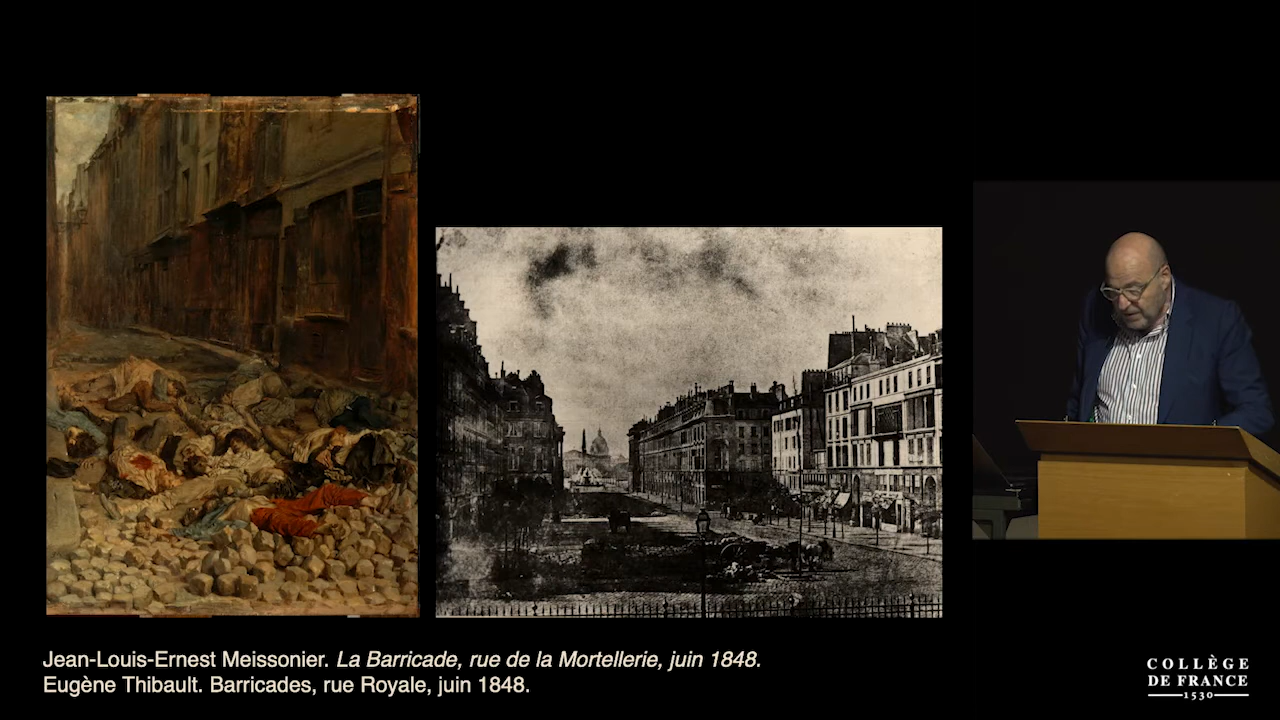 Jean-Louis-Ernest Meissonier. La Barricade, rue de la Mortellerie, juin 1848.
Eugène Thibault. Barricades, rue Royale, juin 1848.
COLLÈGE
DE FRANCE
1530